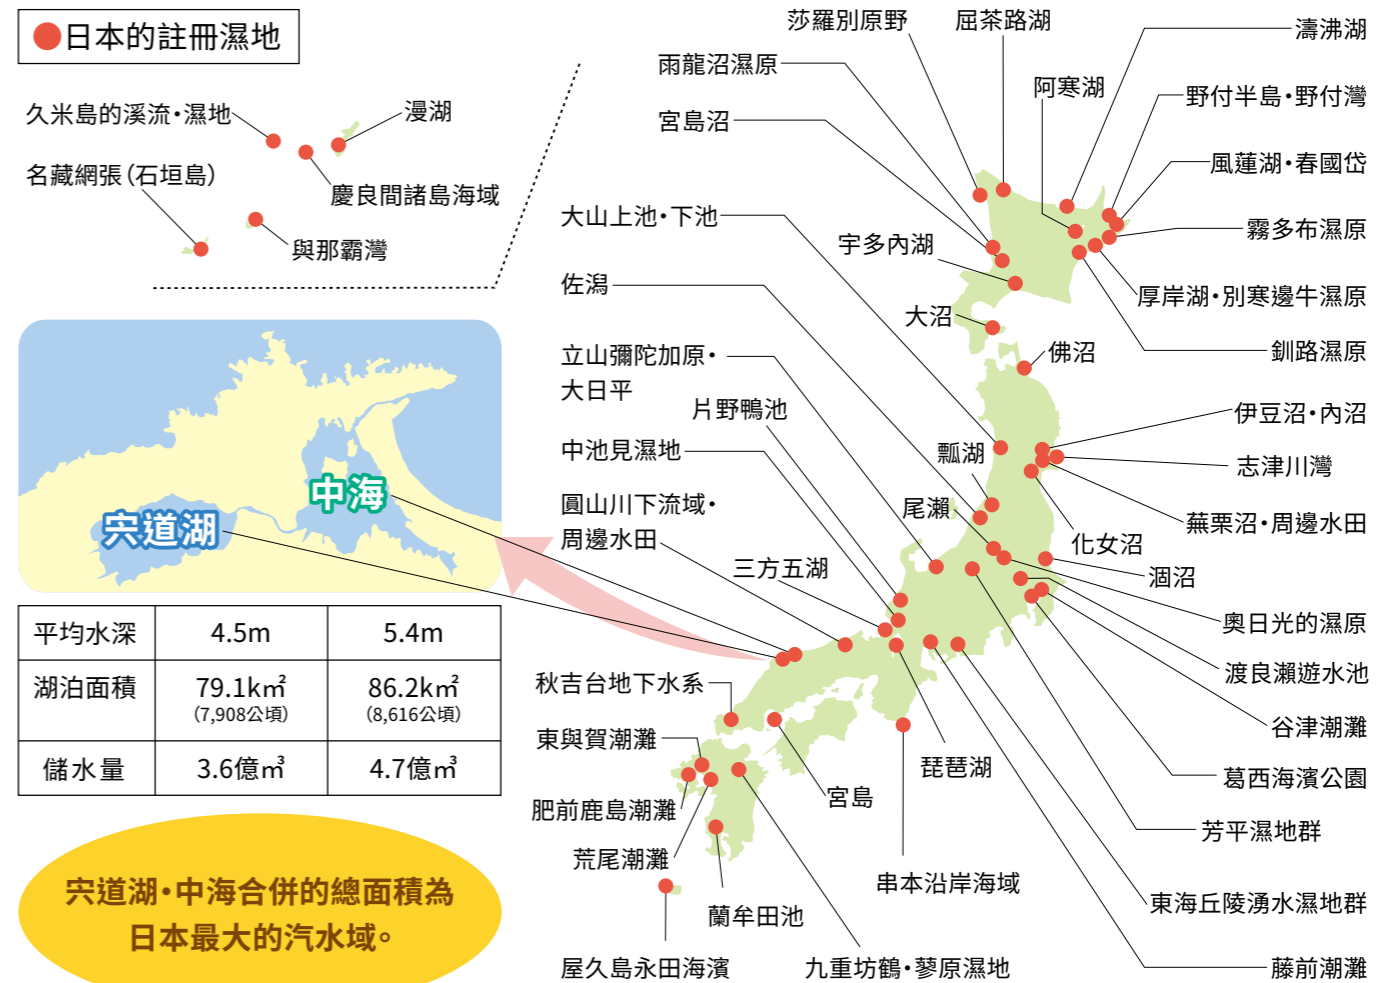 日本的註冊濕地
久米島的溪流・濕地
漫湖
名藏網張（石垣島）
慶良間諸島海域
與那霸灣
莎羅別原野
屈茶路湖
濤沸湖
雨龍沼濕原
阿寒湖
野付半島・野付灣
宮島沼
風蓮湖・春國岱
大山上池・下池
宇多內湖
霧多布濕原
佐潟
厚岸湖・別寒邊牛濕原
大沼
釧路濕原
立山彌陀加原・
大日平
佛沼
片野鴨池
伊豆沼・內沼
中池見濕地
瓢湖
志津川灣
圓山川下流域・
周邊水田
尾瀨
蕪栗沼・周邊水田
化女沼
三方五湖
涸沼
奧日光的濕原
渡良瀨遊水池
秋吉台地下水系
谷津潮灘
東與賀潮灘
琵琶湖
葛西海濱公園
肥前鹿島潮灘
宮島
芳平濕地群
荒尾潮灘
串本沿岸海域
東海丘陵湧水濕地群
蘭牟田池
屋久島永田海濱
九重坊鶴・蓼原濕地
藤前潮灘
中海
宍道湖
平均水深 4.5m 5.4m
湖泊面積 79.1k㎡ 86.2k㎡
（7,908公頃） （8,616公頃）
儲水量 3.6億㎥ 4.7億㎥
宍道湖・中海合併的總面積為
日本最大的汽水域。